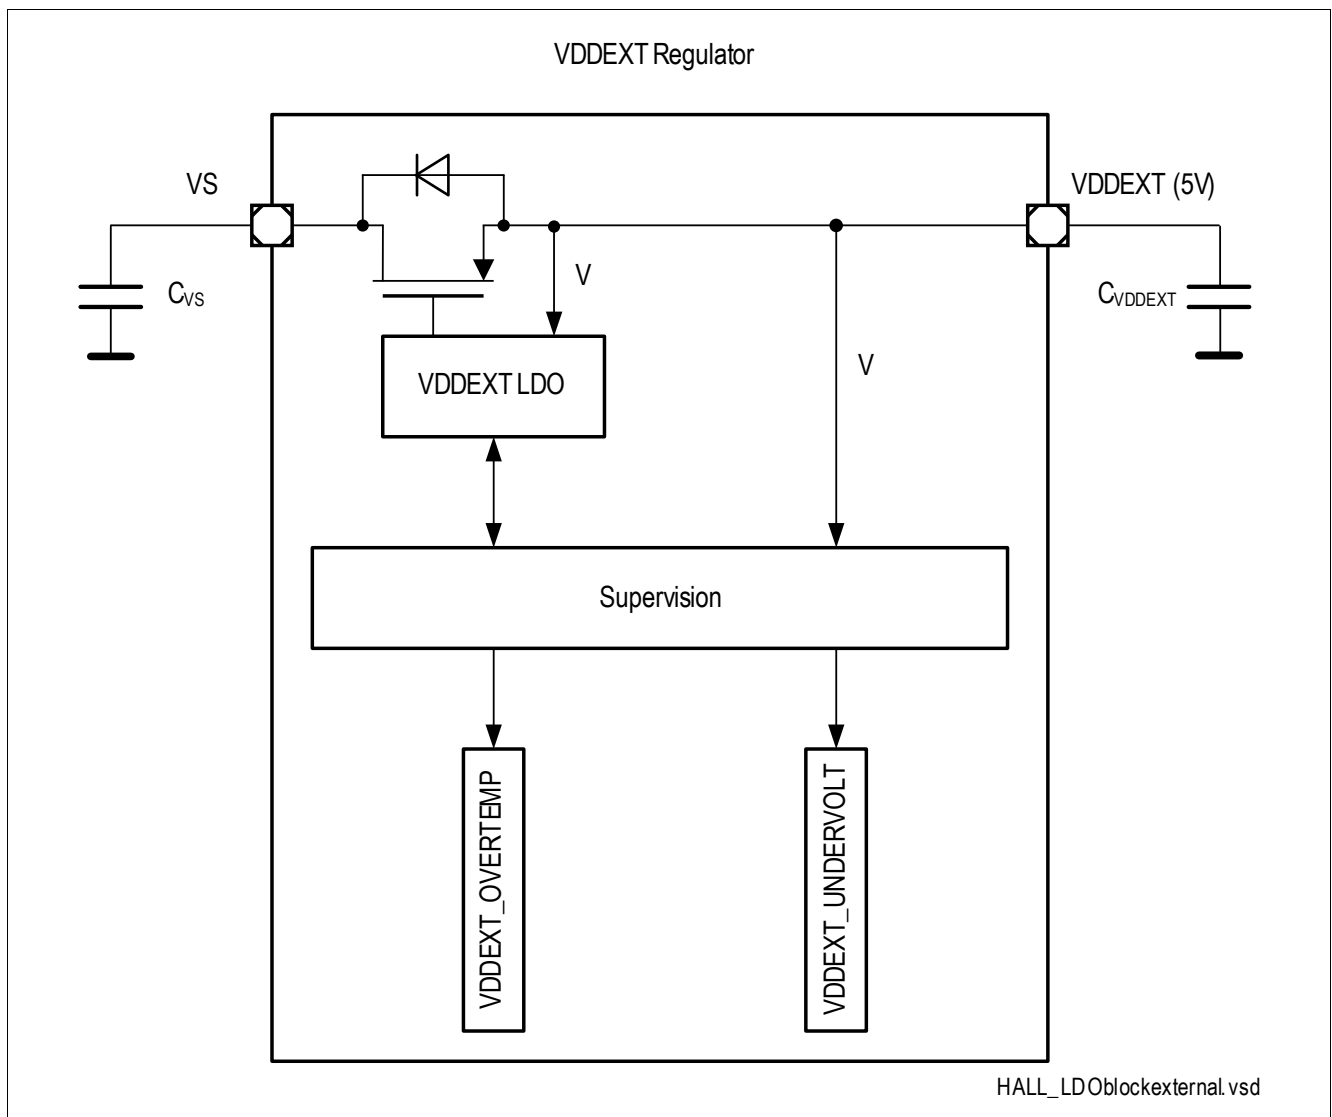 VDDEXT Regulator
VS
VDDEXT (5V)
V
CVS
CVDDEXT
VDDEXT LDO
V
Supervision
VDDEXT_OVERTEMP
VDDEXT_UNDERVOLT
HALL_LDOblockexternal.vsd